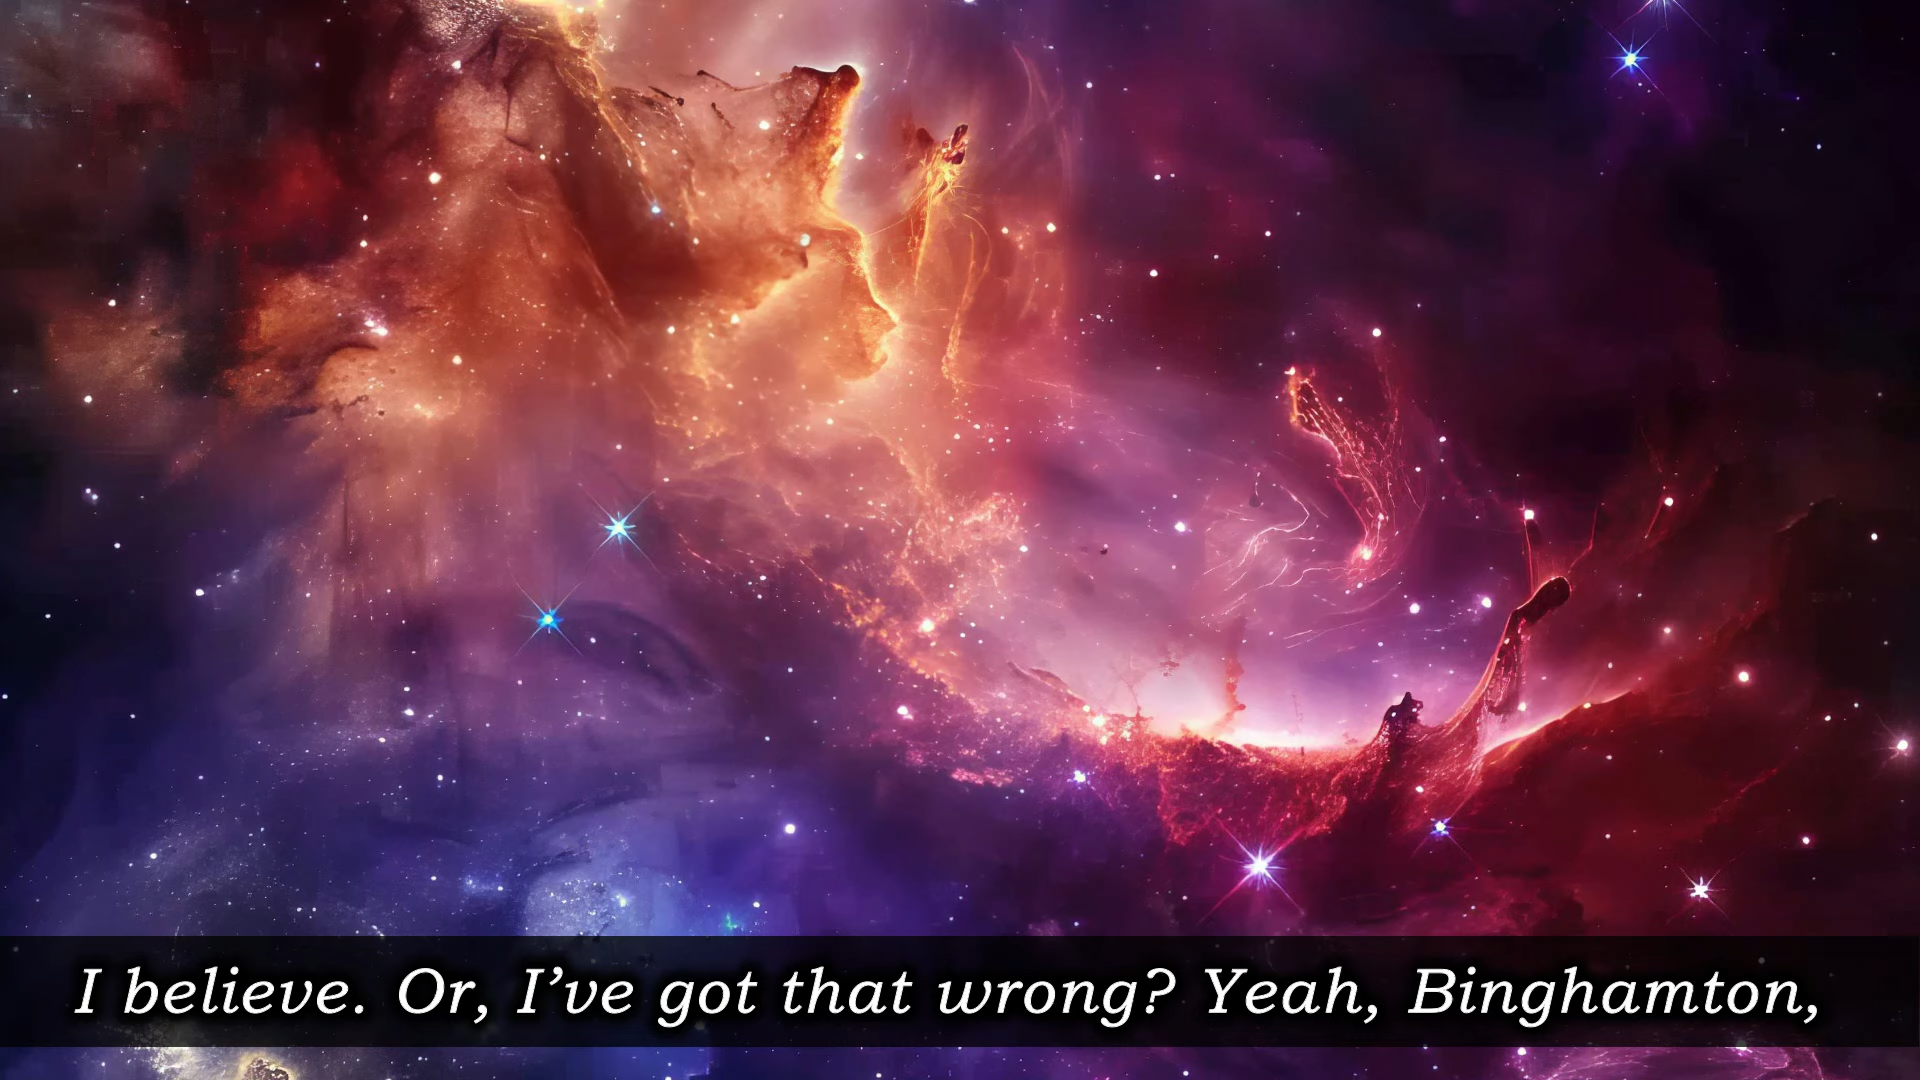 I believe. Or, I’ve got that wrong? Yeah, Binghamton,